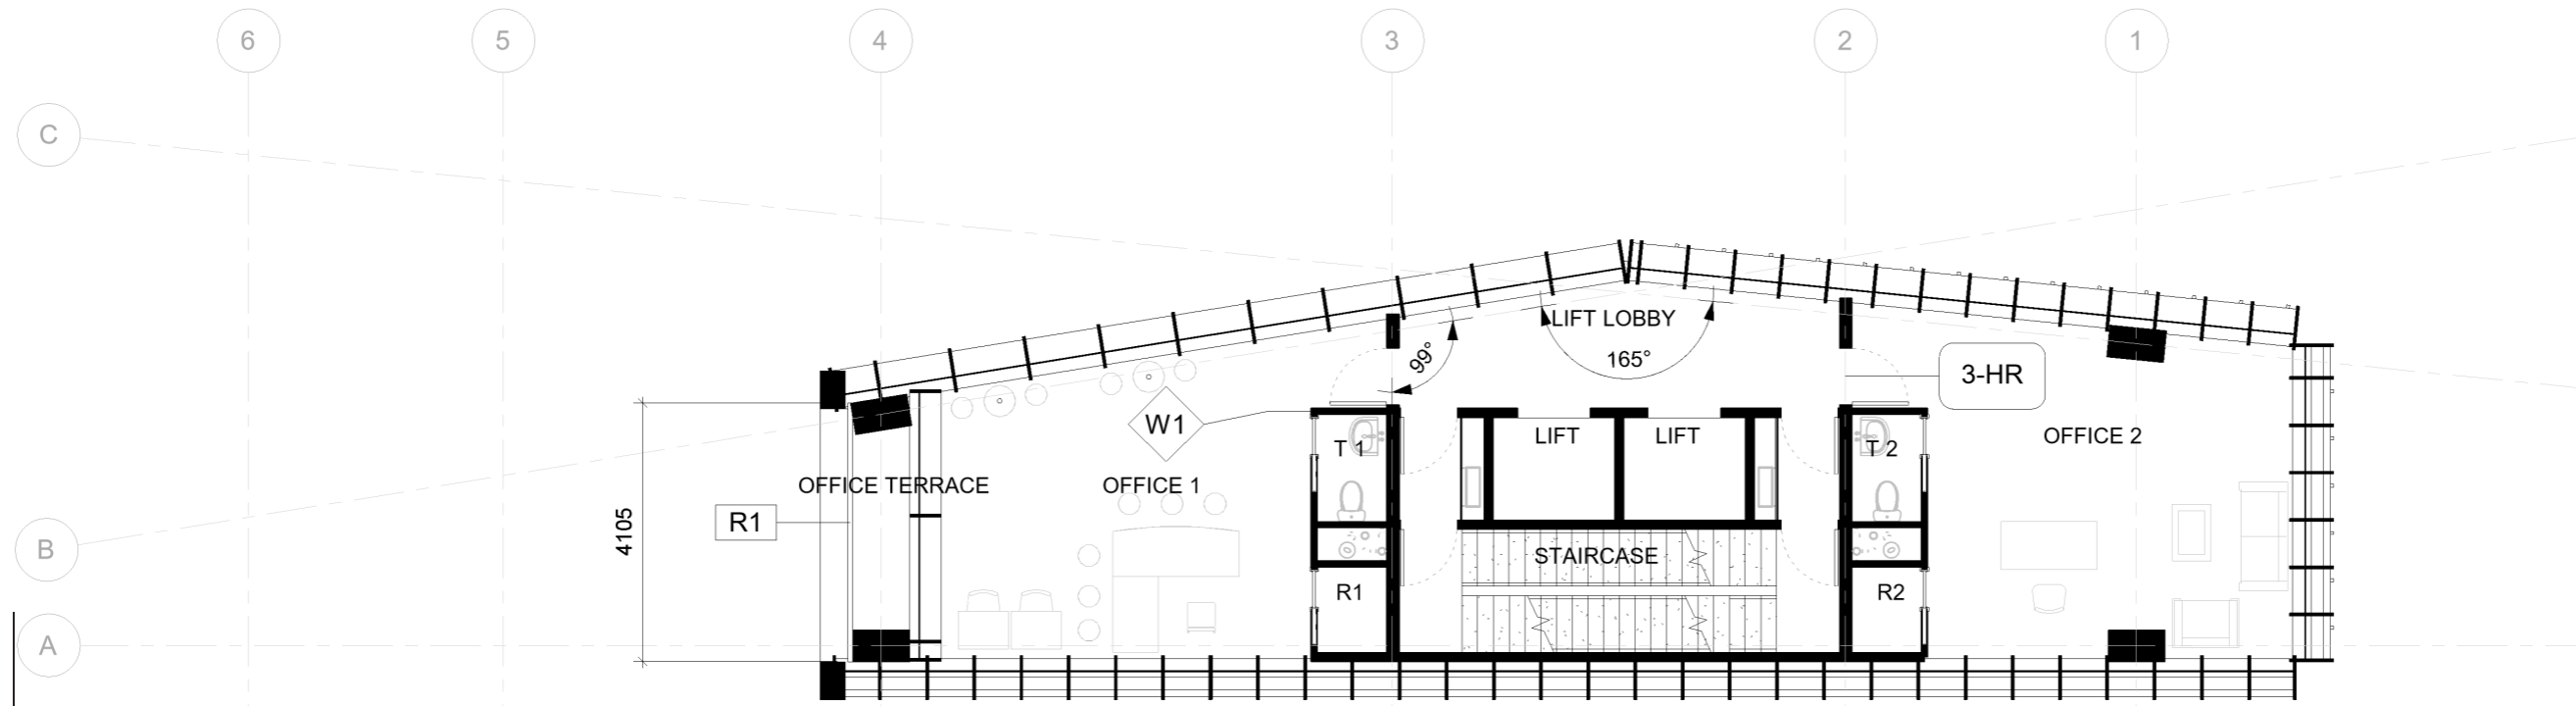 6
5
4
3
2
1
C
LIFT LOBBY
99°
165°
3-HR
W1
T 1
LIFT
LIFT
T 2
OFFICE 2
OFFICE TERRACE
OFFICE 1
R1
4105
B
STAIRCASE
R1
R2
A